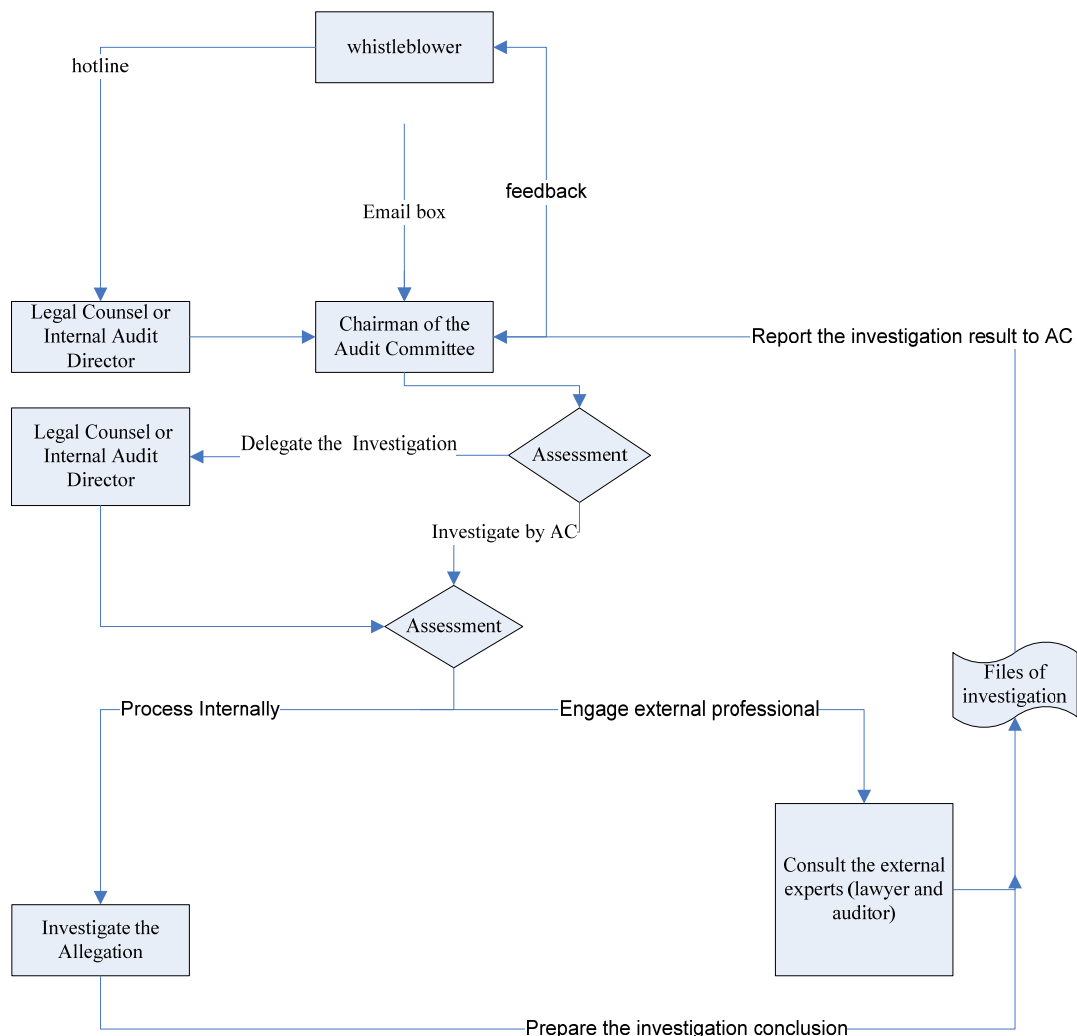 whistleblower
hotline
feedback
Email box
Legal Counsel or
Internal Audit
Director
Chairman of the
Audit Committee
Report the investigation result to AC
Legal Counsel or
Internal Audit
Director
Delegate the Investigation
Assessment
Investigate by AC
Assessment
Files of
investigation
Process Internally
Engage external professional
Consult the external
experts (lawyer and
auditor)
Investigate the
Allegation
Prepare the investigation conclusion